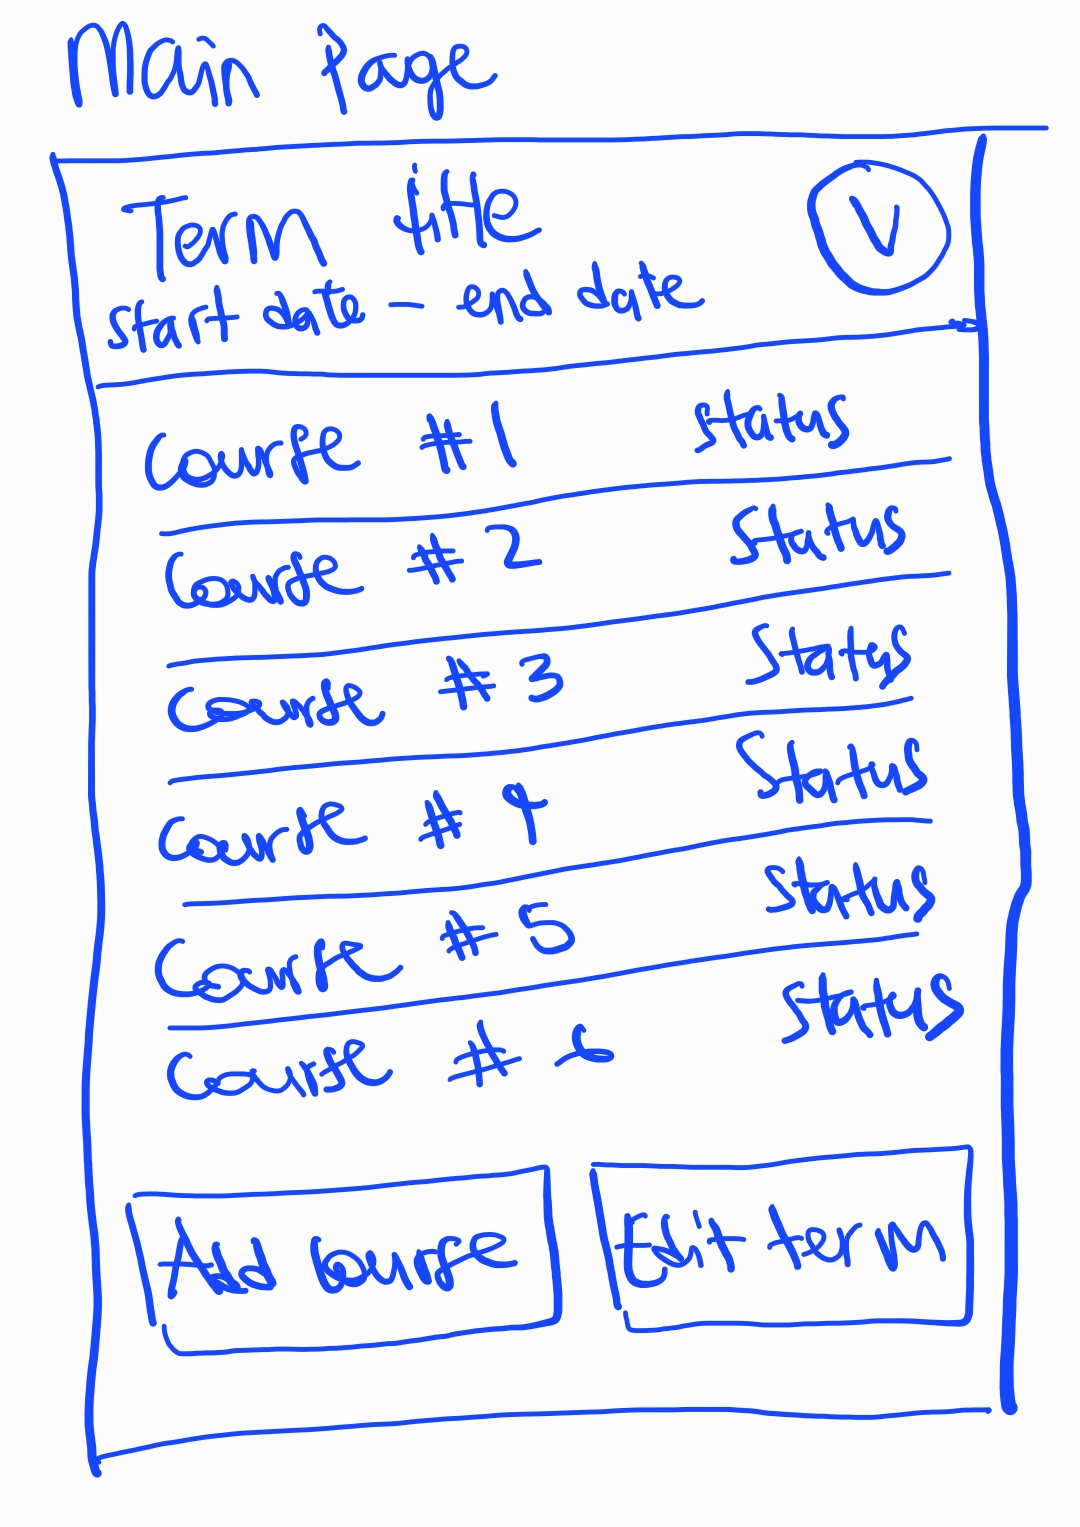 Main Page
Term title
V
start date - end date
Course #1 status
Course #2 status
Course #3 status
Course #4 status
Course #5 status
Course #6 status
Add Course
Edit term